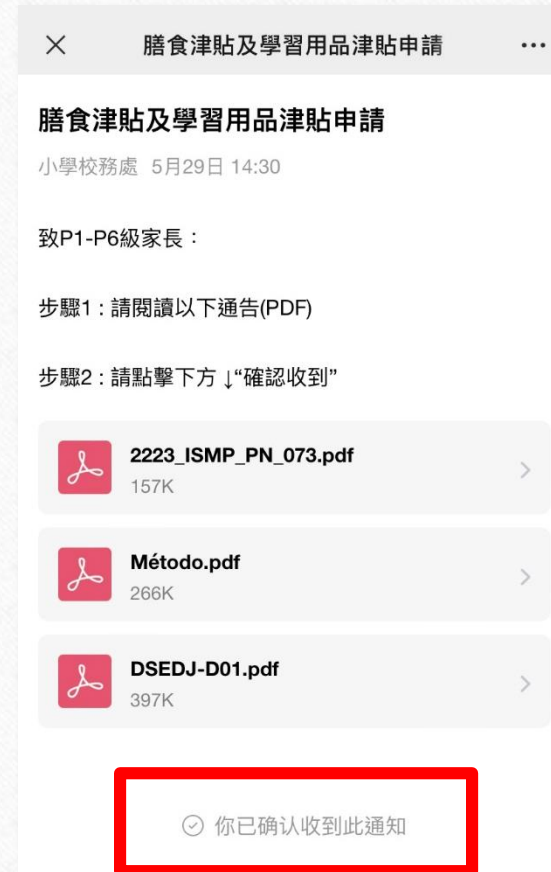 膳食津貼及學習用品津貼申請
膳食津貼及學習用品津貼申請
小學校務處 5月29日 14:30
致P1-P6級家長：
步驟1 : 請閱讀以下通告(PDF)
步驟2 : 請點擊下方 ↓“確認收到”
2223_ISMP_PN_073.pdf
157K
Método.pdf
266K
DSEDJ-D01.pdf
397K
你已确认收到此通知